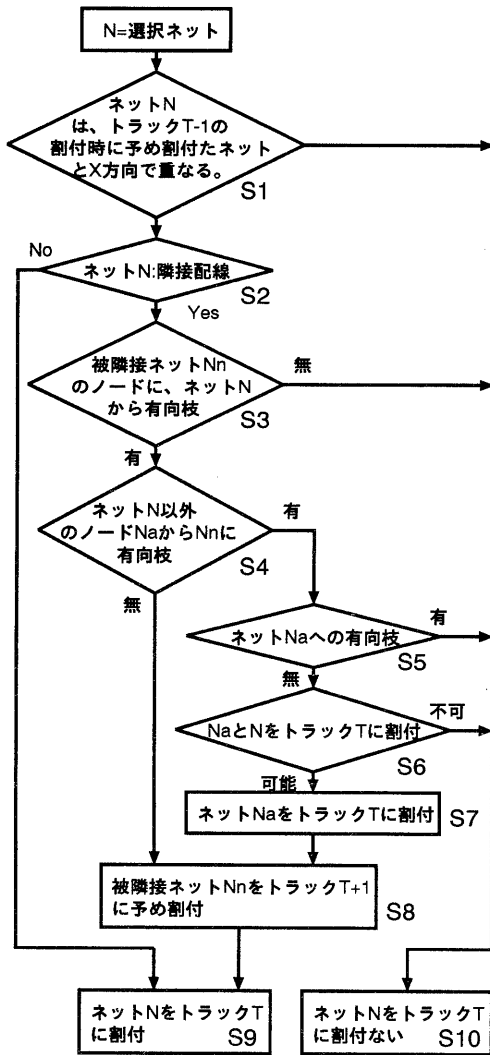 N=選択ネット
ネットN
は、トラックT-1の
割付時に予め割付たネット
とX方向で重なる。
S1
No
ネットN:隣接配線
S2
Yes
被隣接ネットNn
のノードに、ネットN
から有向枝
無
S3
有
ネットN以外
のノードNaからNnに
有向枝
有
S4
無
ネットNaへの有向枝
有
S5
無
NaとNをトラックTに割付
不可
S6
可能
ネットNaをトラックTに割付
S7
被隣接ネットNnをトラックT+1
に予め割付
S8
ネットNをトラックT
に割付
S9
ネットNをトラックT
に割付ない
S10